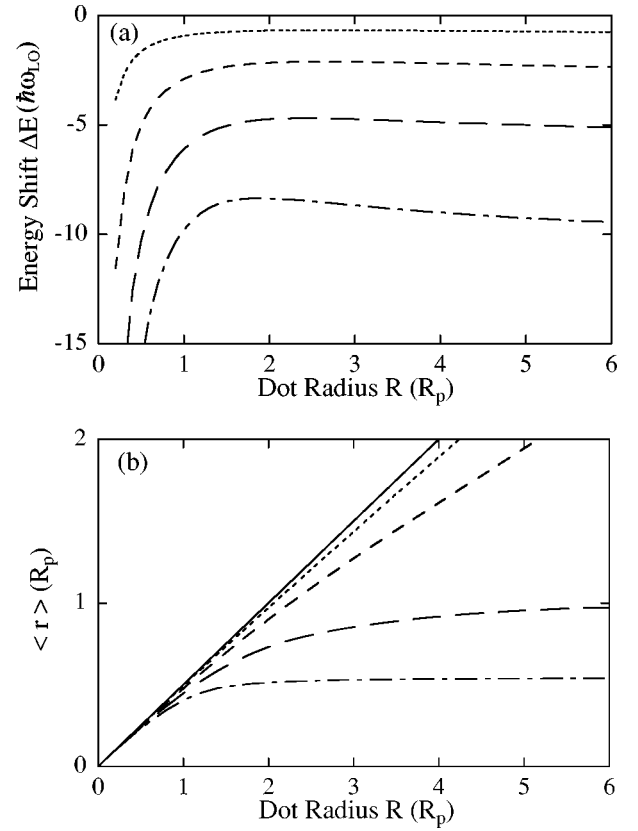 (a)
Energy Shift ΔE (ħω_LO)
0
-5
-10
-15
0 1 2 3 4 5 6
Dot Radius R (R_p)
(b)
< r > (R_p)
2
1
0
0 1 2 3 4 5 6
Dot Radius R (R_p)